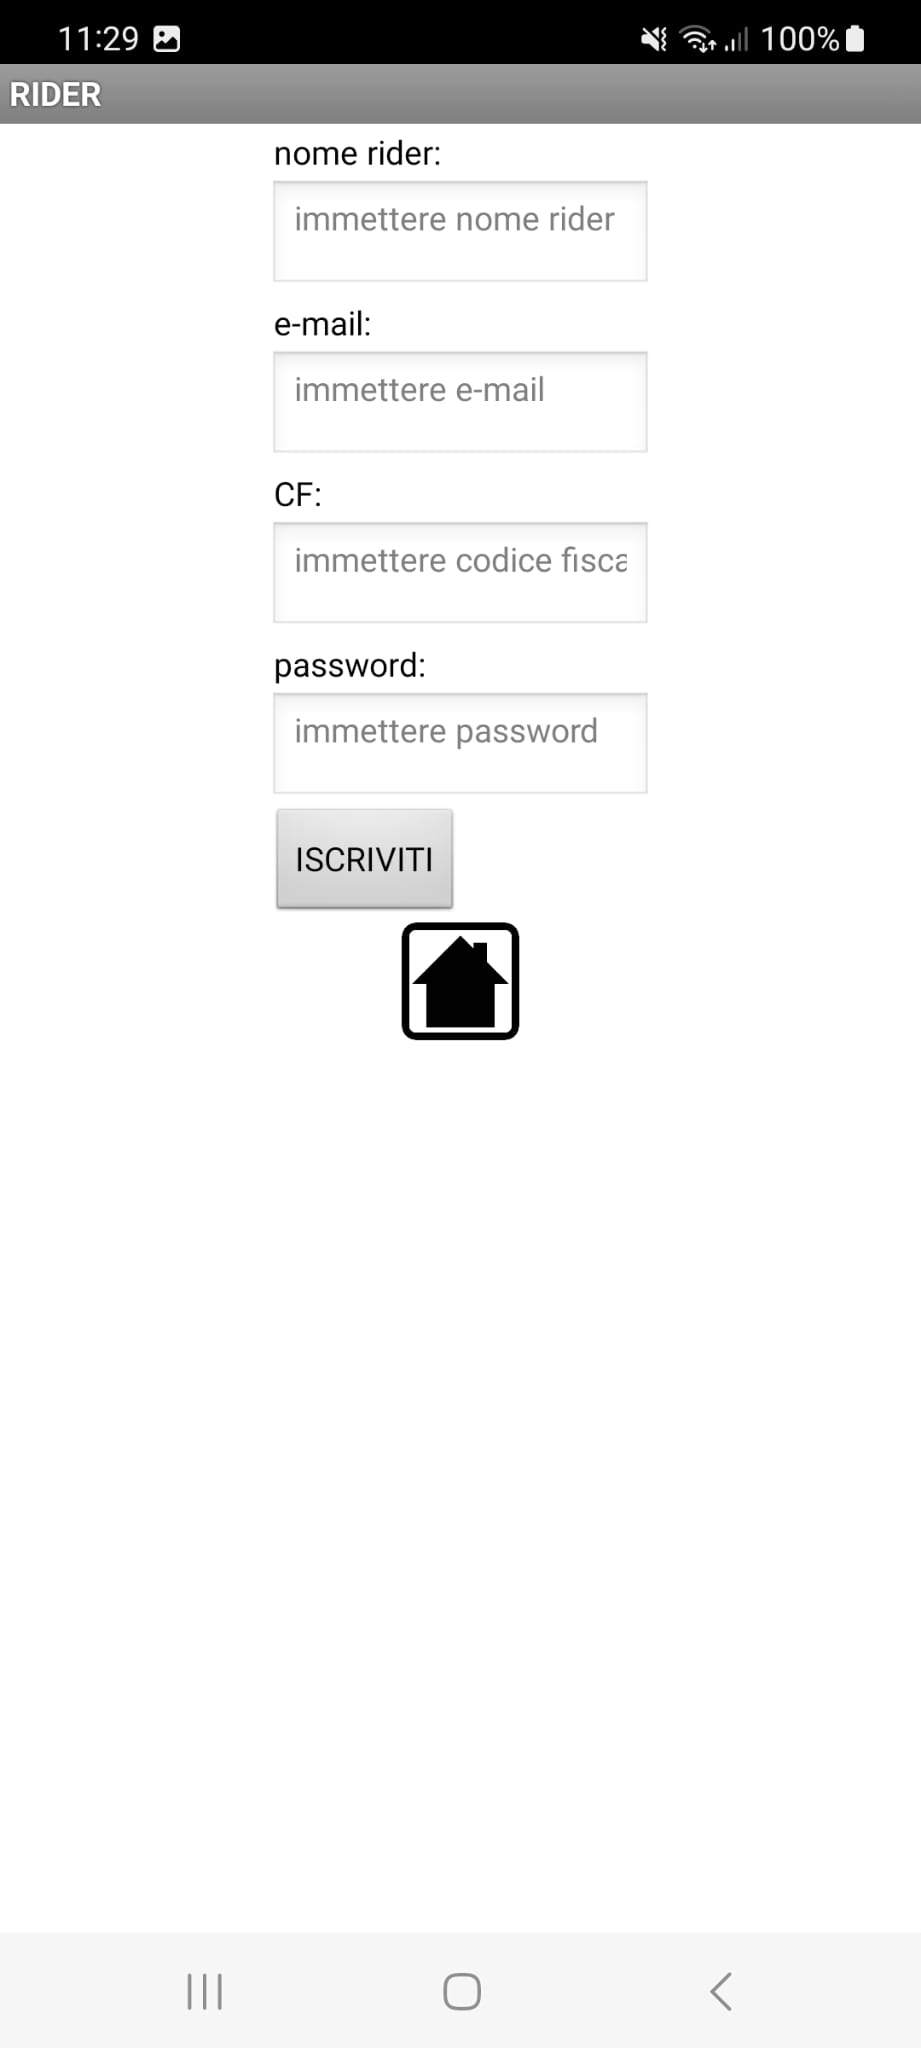 11:29 100%
RIDER
nome rider:
immettere nome rider
e-mail:
immettere e-mail
CF:
immettere codice fisca
password:
immettere password
ISCRIVITI